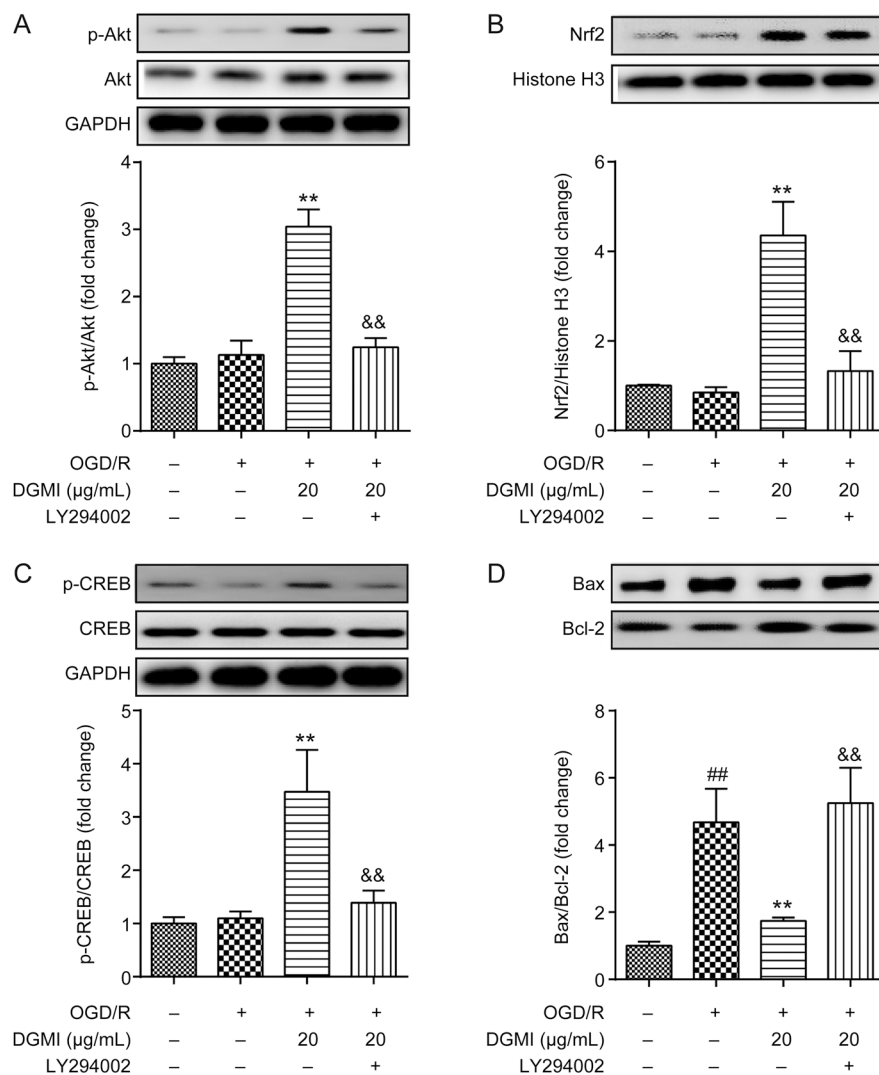 A
p-Akt
Akt
GAPDH
p-Akt/Akt (fold change)
4
3
2
1
0
**
&&
OGD/R – + + +
DGMI (μg/mL) – – 20 20
LY294002 – – – +
B
Nrf2
Histone H3
Nrf2/Histone H3 (fold change)
6
4
2
0
**
&&
OGD/R – + + +
DGMI (μg/mL) – – 20 20
LY294002 – – – +
C
p-CREB
CREB
GAPDH
p-CREB/CREB (fold change)
5
4
3
2
1
0
**
&&
OGD/R – + + +
DGMI (μg/mL) – – 20 20
LY294002 – – – +
D
Bax
Bcl-2
Bax/Bcl-2 (fold change)
8
6
4
2
0
##
**
&&
OGD/R – + + +
DGMI (μg/mL) – – 20 20
LY294002 – – – +